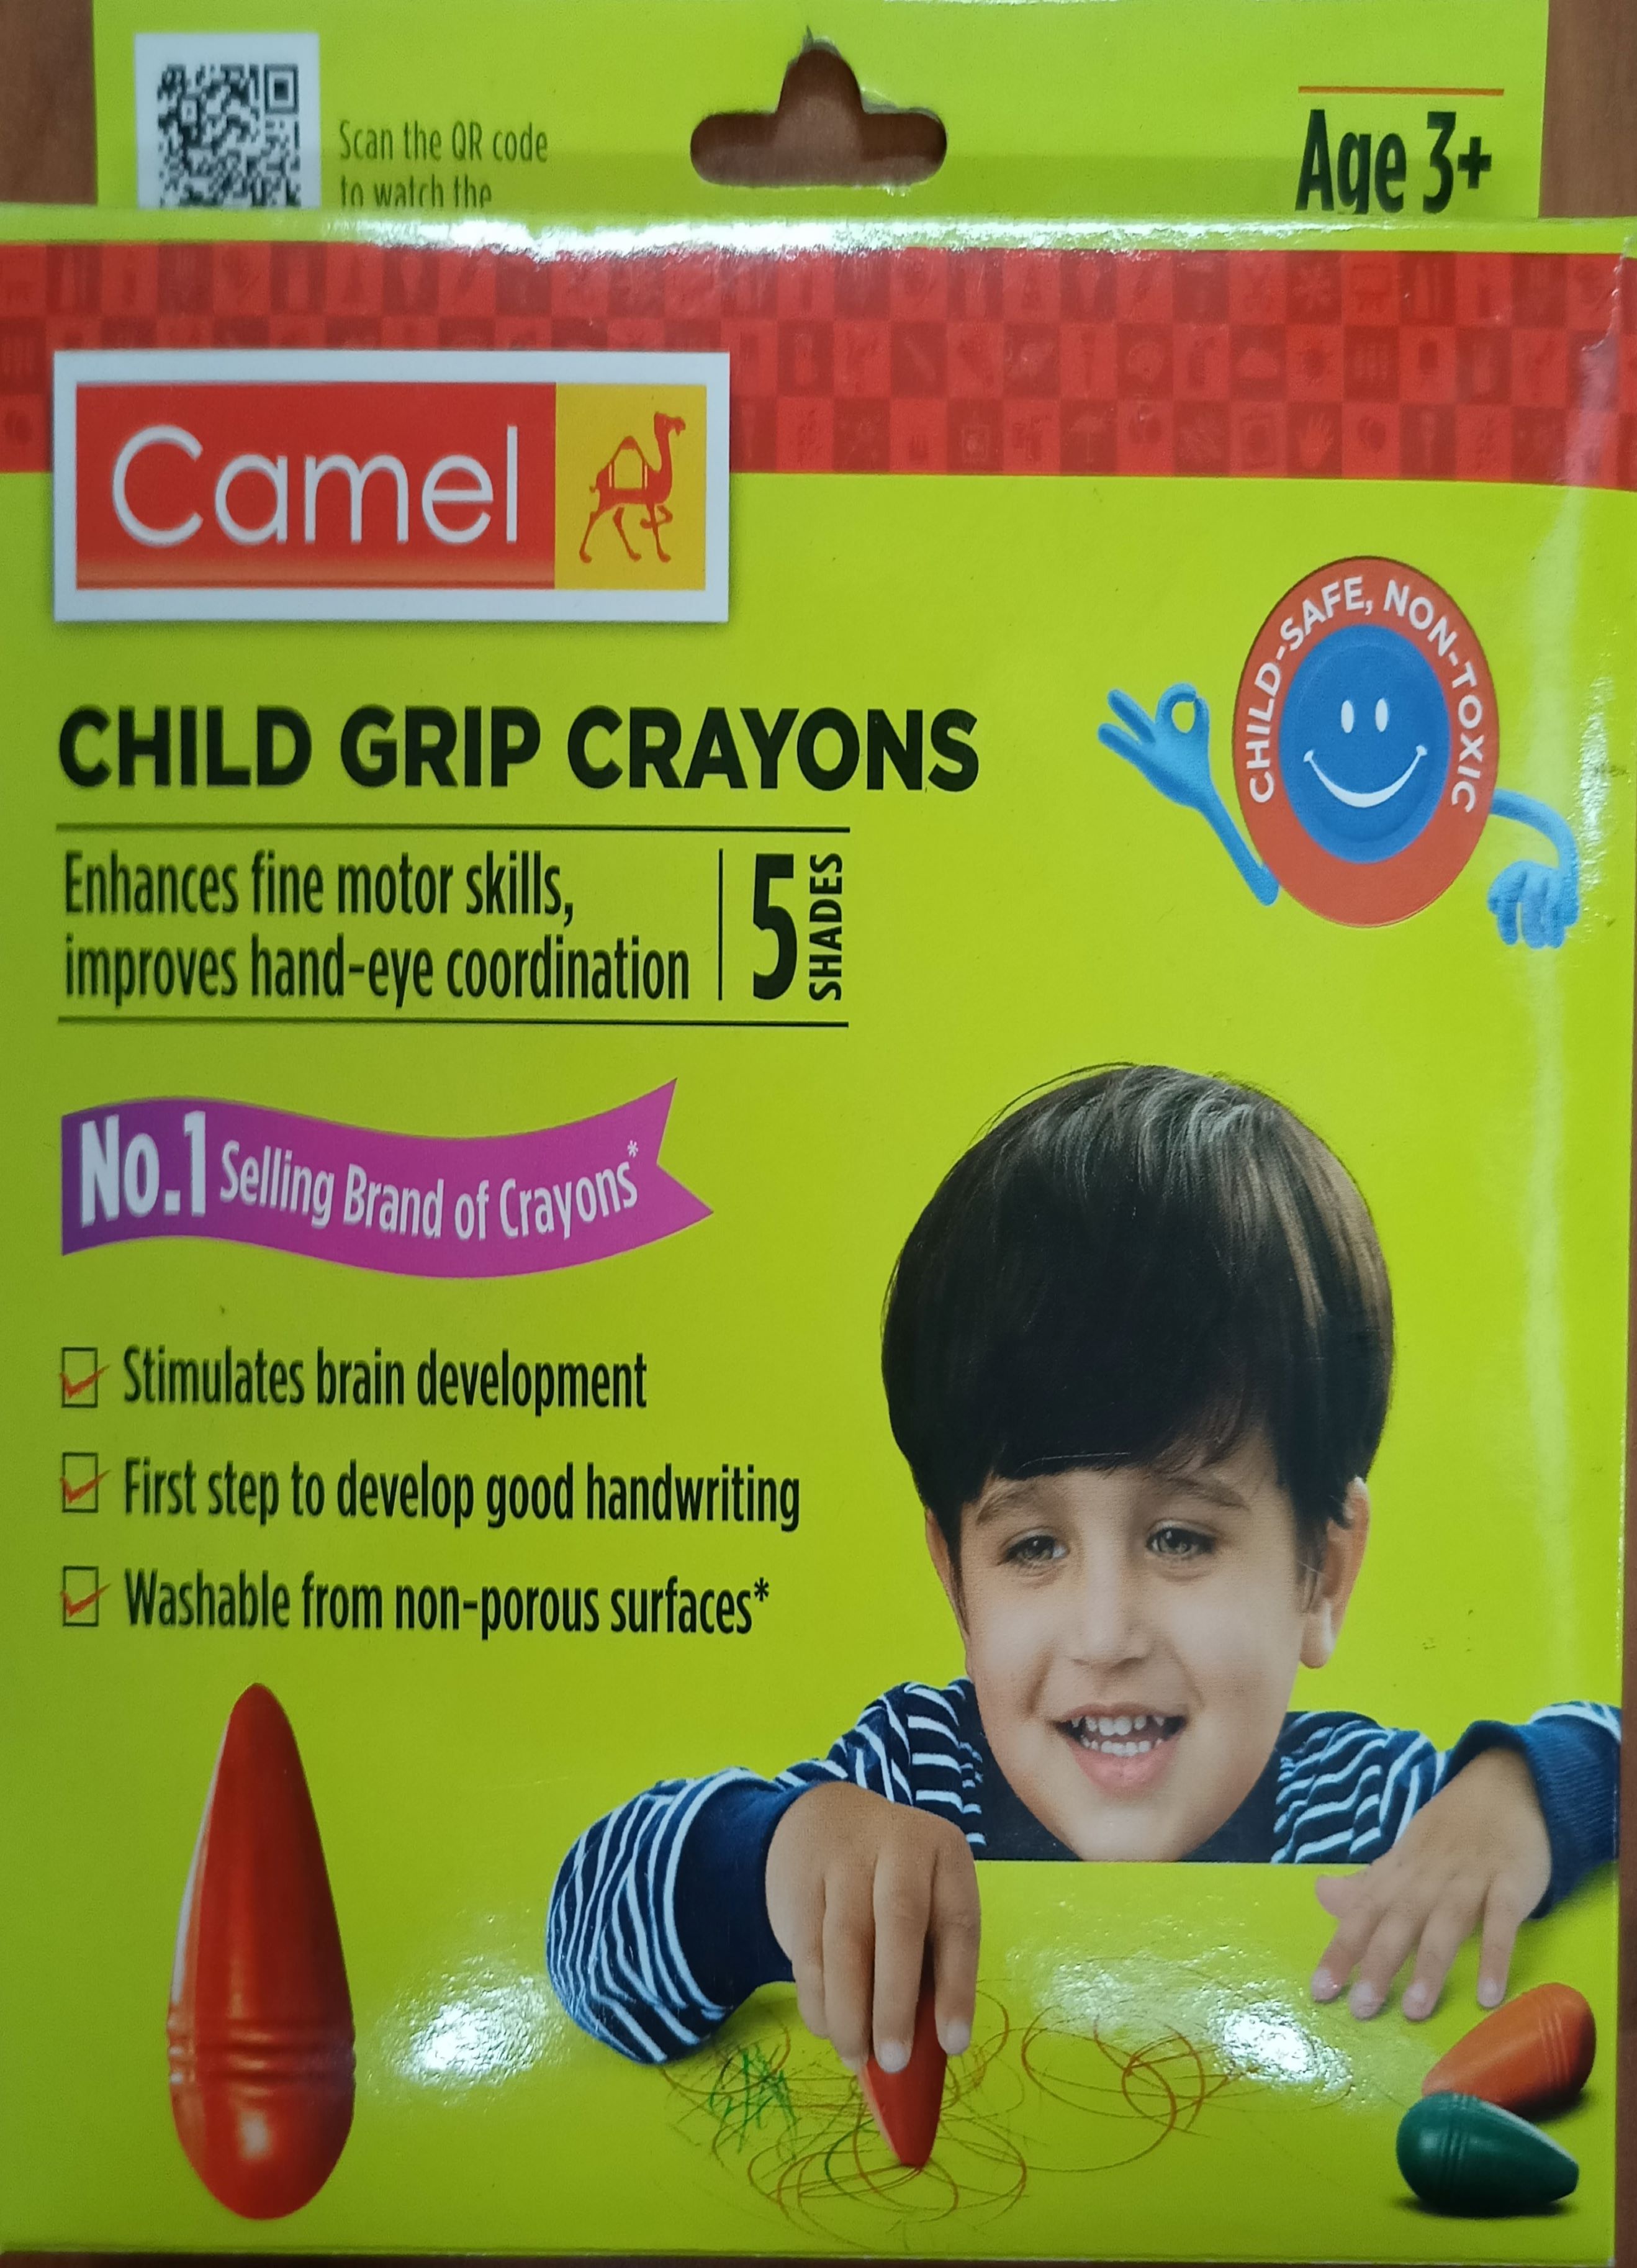 Scan the QR code
to watch the
Age 3+
Camel
CHILD-SAFE, NON-TOXIC
CHILD GRIP CRAYONS
Enhances fine motor skills,
improves hand-eye coordination
5
SHADES
No.1 Selling Brand of Crayons*
Stimulates brain development
First step to develop good handwriting
Washable from non-porous surfaces*